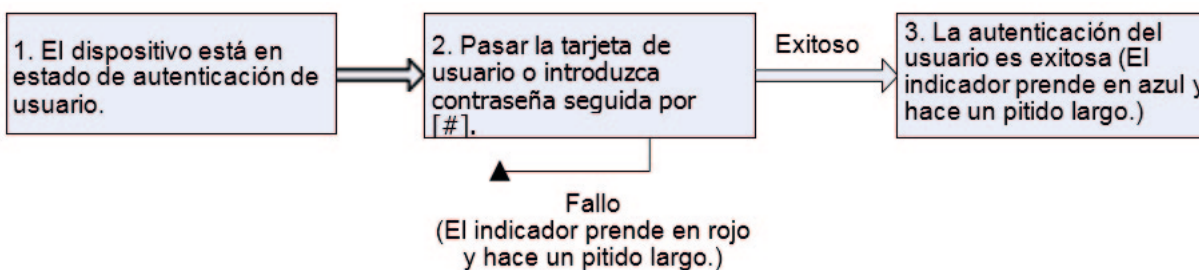 1. El dispositivo está en
estado de autenticación de
usuario.
2. Pasar la tarjeta de
usuario o introduzca
contraseña seguida por
[#].
Exitoso
3. La autenticación del
usuario es exitosa (El
indicador prende en azul y
hace un pitido largo.)
Fallo
(El indicador prende en rojo
y hace un pitido largo.)